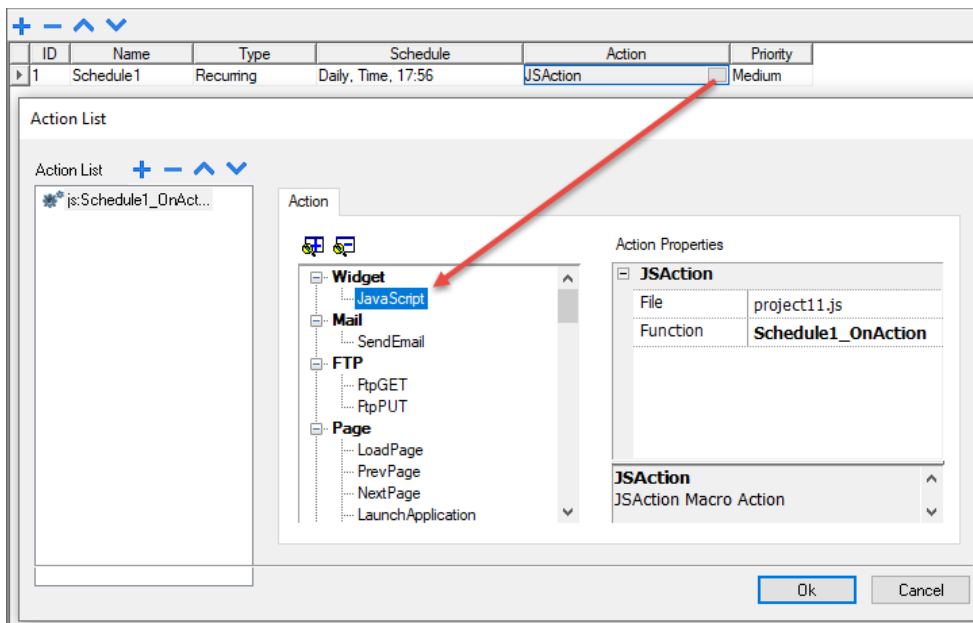 ID Name Type Schedule Action Priority
1 Schedule1 Recurring Daily, Time, 17:56 JSAction Medium
Action List
Action List
js:Schedule1_OnAct...
Action
Widget
JavaScript
Mail
SendEmail
FTP
FtpGET
FtpPUT
Page
LoadPage
PrevPage
NextPage
LaunchApplication
Action Properties
JSAction
File project11.js
Function Schedule1_OnAction
JSAction
JSAction Macro Action
Ok Cancel